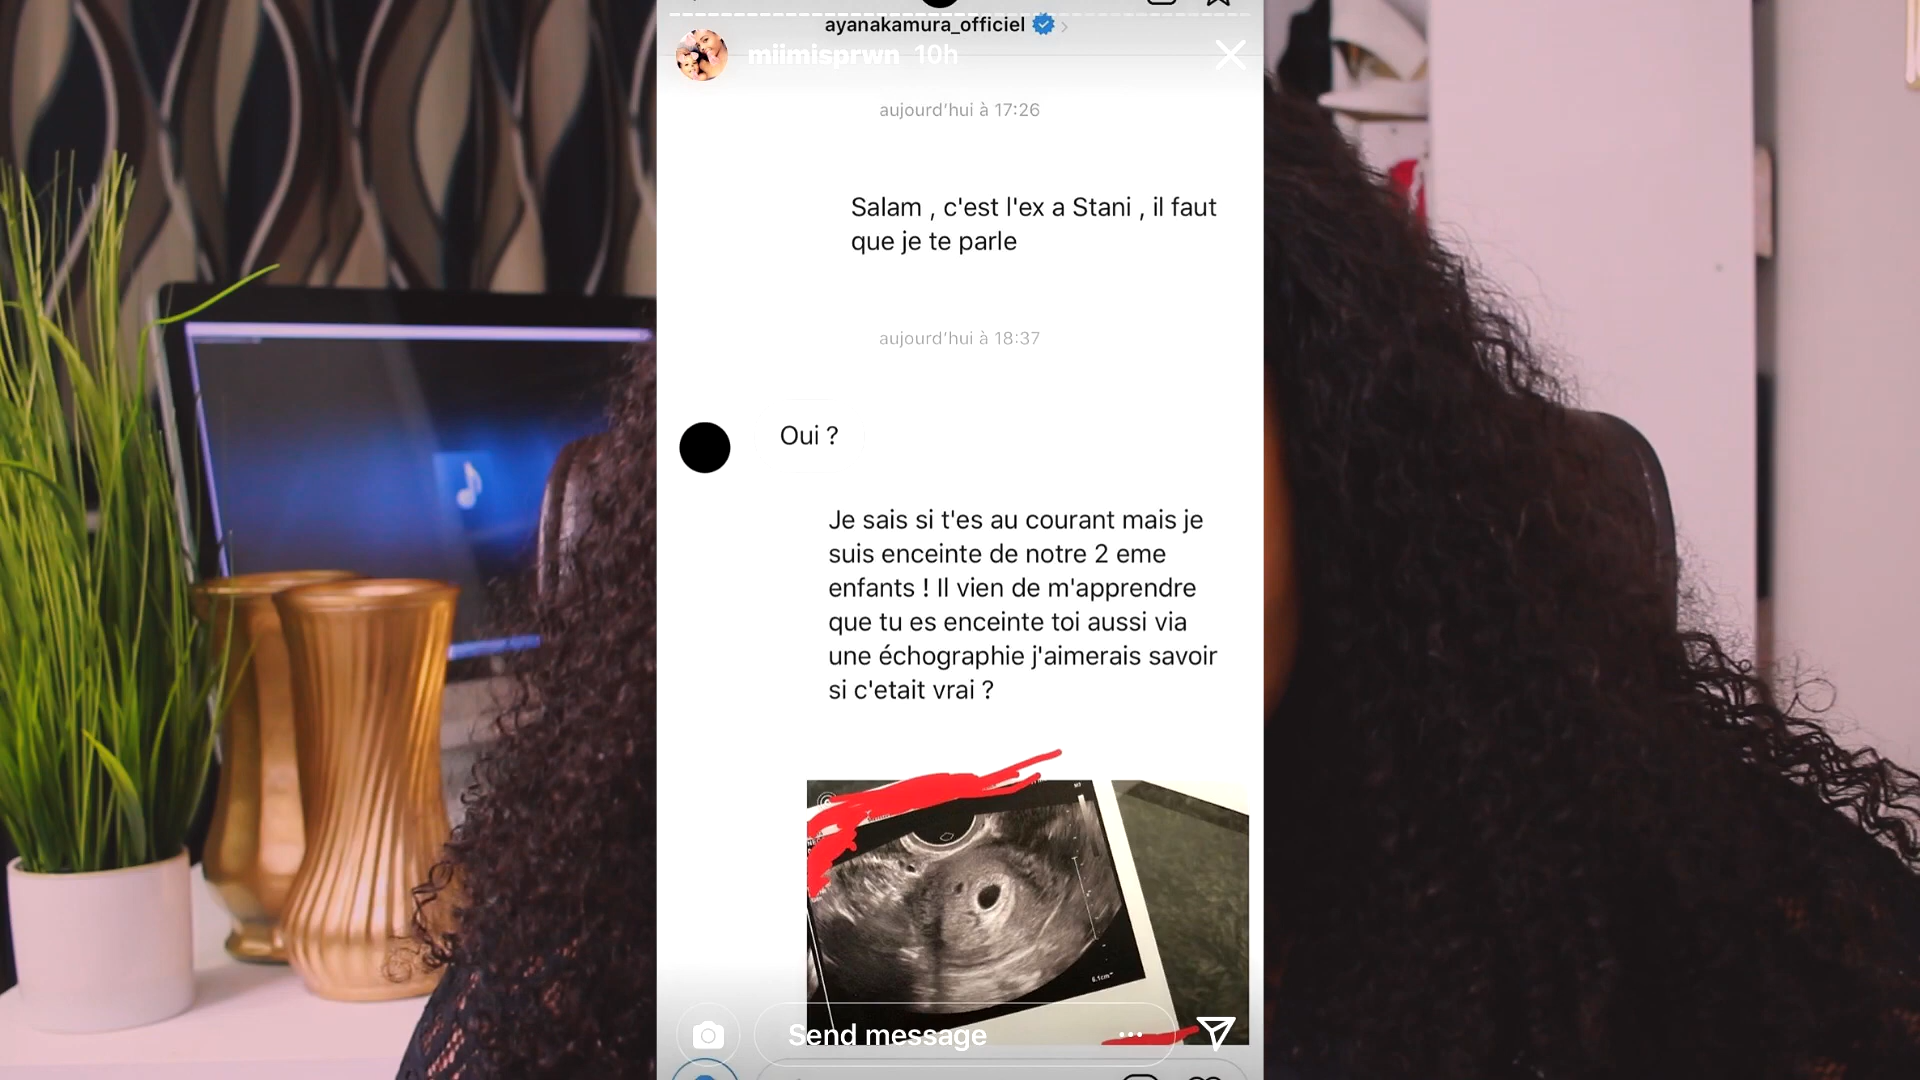 ayanakamura_officiel
miimisprwn 10h
aujourd'hui à 17:26
Salam , c'est l'ex a Stani , il faut
que je te parle
aujourd'hui à 18:37
Oui ?
Je sais si t'es au courant mais je
suis enceinte de notre 2 eme
enfants ! Il vien de m'apprendre
que tu es enceinte toi aussi via
une échographie j'aimerais savoir
si c'etait vrai ?
Send message